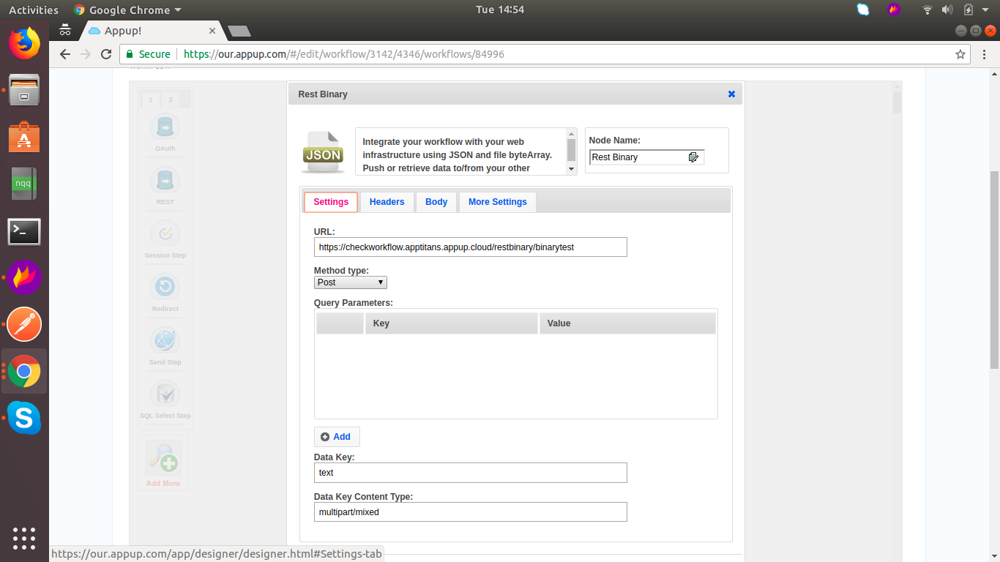 Activities
Google Chrome
Tue 14:54
Appup!
Secure
https://our.appup.com/#/edit/workflow/3142/4346/workflows/84996
Rest Binary
1
2
OAuth
REST
Session Step
Redirect
Send Step
SQL Select Step
Add More
nqq
JSON
Integrate your workflow with your web
infrastructure using JSON and file byteArray.
Push or retrieve data to/from your other
Node Name:
Rest Binary
Settings
Headers
Body
More Settings
URL:
https://checkworkflow.apptitans.appup.cloud/restbinary/binarytest
Method type:
Post
Query Parameters:
Key
Value
Add
Data Key:
text
Data Key Content Type:
multipart/mixed
https://our.appup.com/app/designer/designer.html#Settings-tab